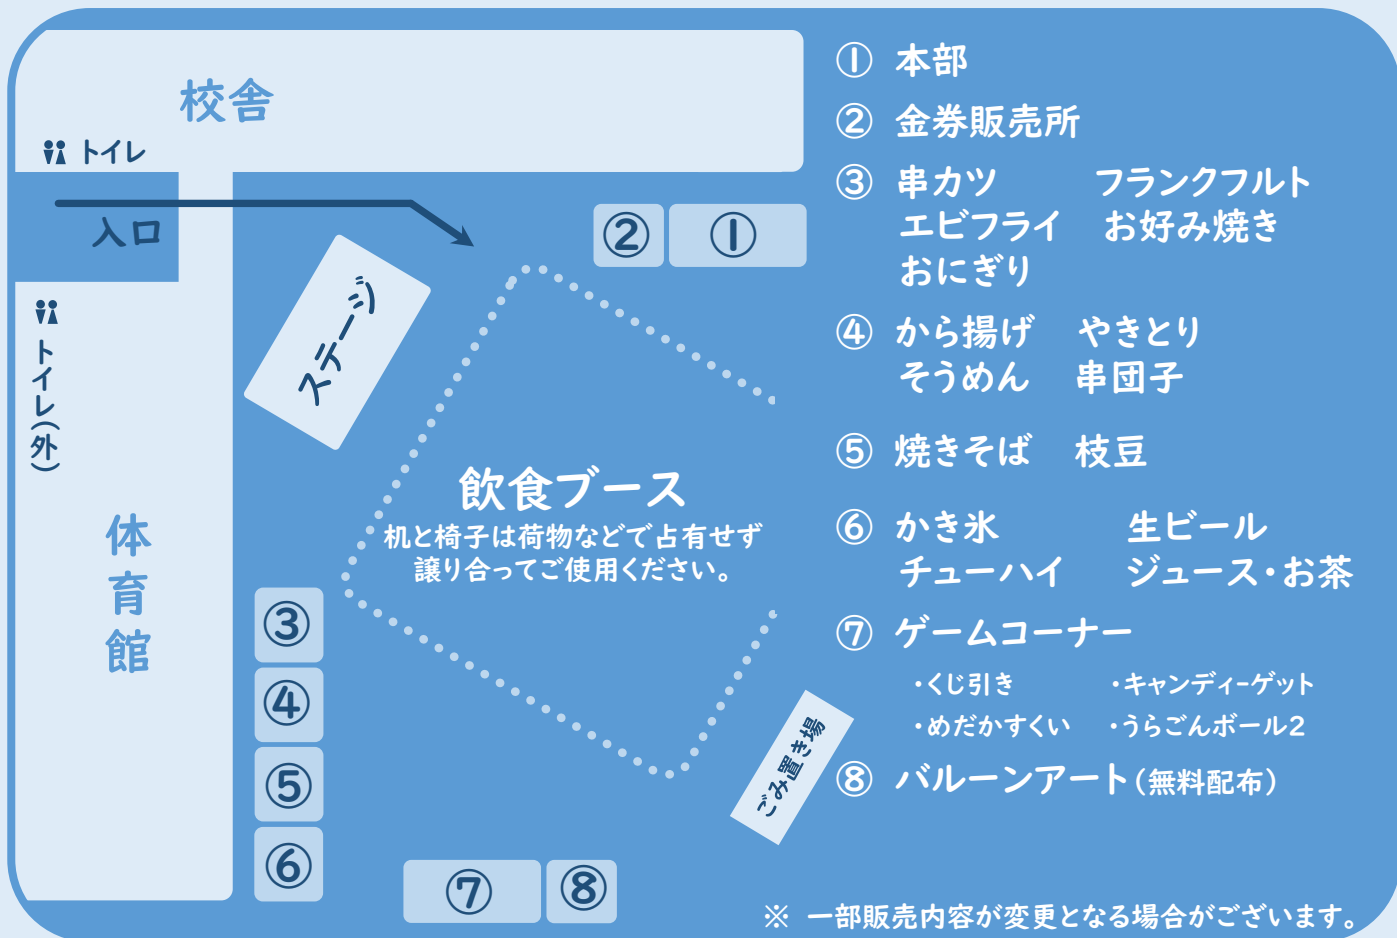 校舎
トイレ
入口
トイレ(外)
体育館
ステージ
②
①
飲食ブース
机と椅子は荷物などで占有せず
譲り合ってご使用ください。
③
④
⑤
⑥
⑦
⑧
ごみ置き場
① 本部
② 金券販売所
③ 串カツ フランクフルト
エビフライ お好み焼き
おにぎり
④ から揚げ やきとり
そうめん 串団子
⑤ 焼きそば 枝豆
⑥ かき氷 生ビール
チューハイ ジュース・お茶
⑦ ゲームコーナー
・くじ引き ・キャンディーゲット
・めだかすくい ・うらごんボール2
⑧ バルーンアート(無料配布)
※ 一部販売内容が変更となる場合がございます。